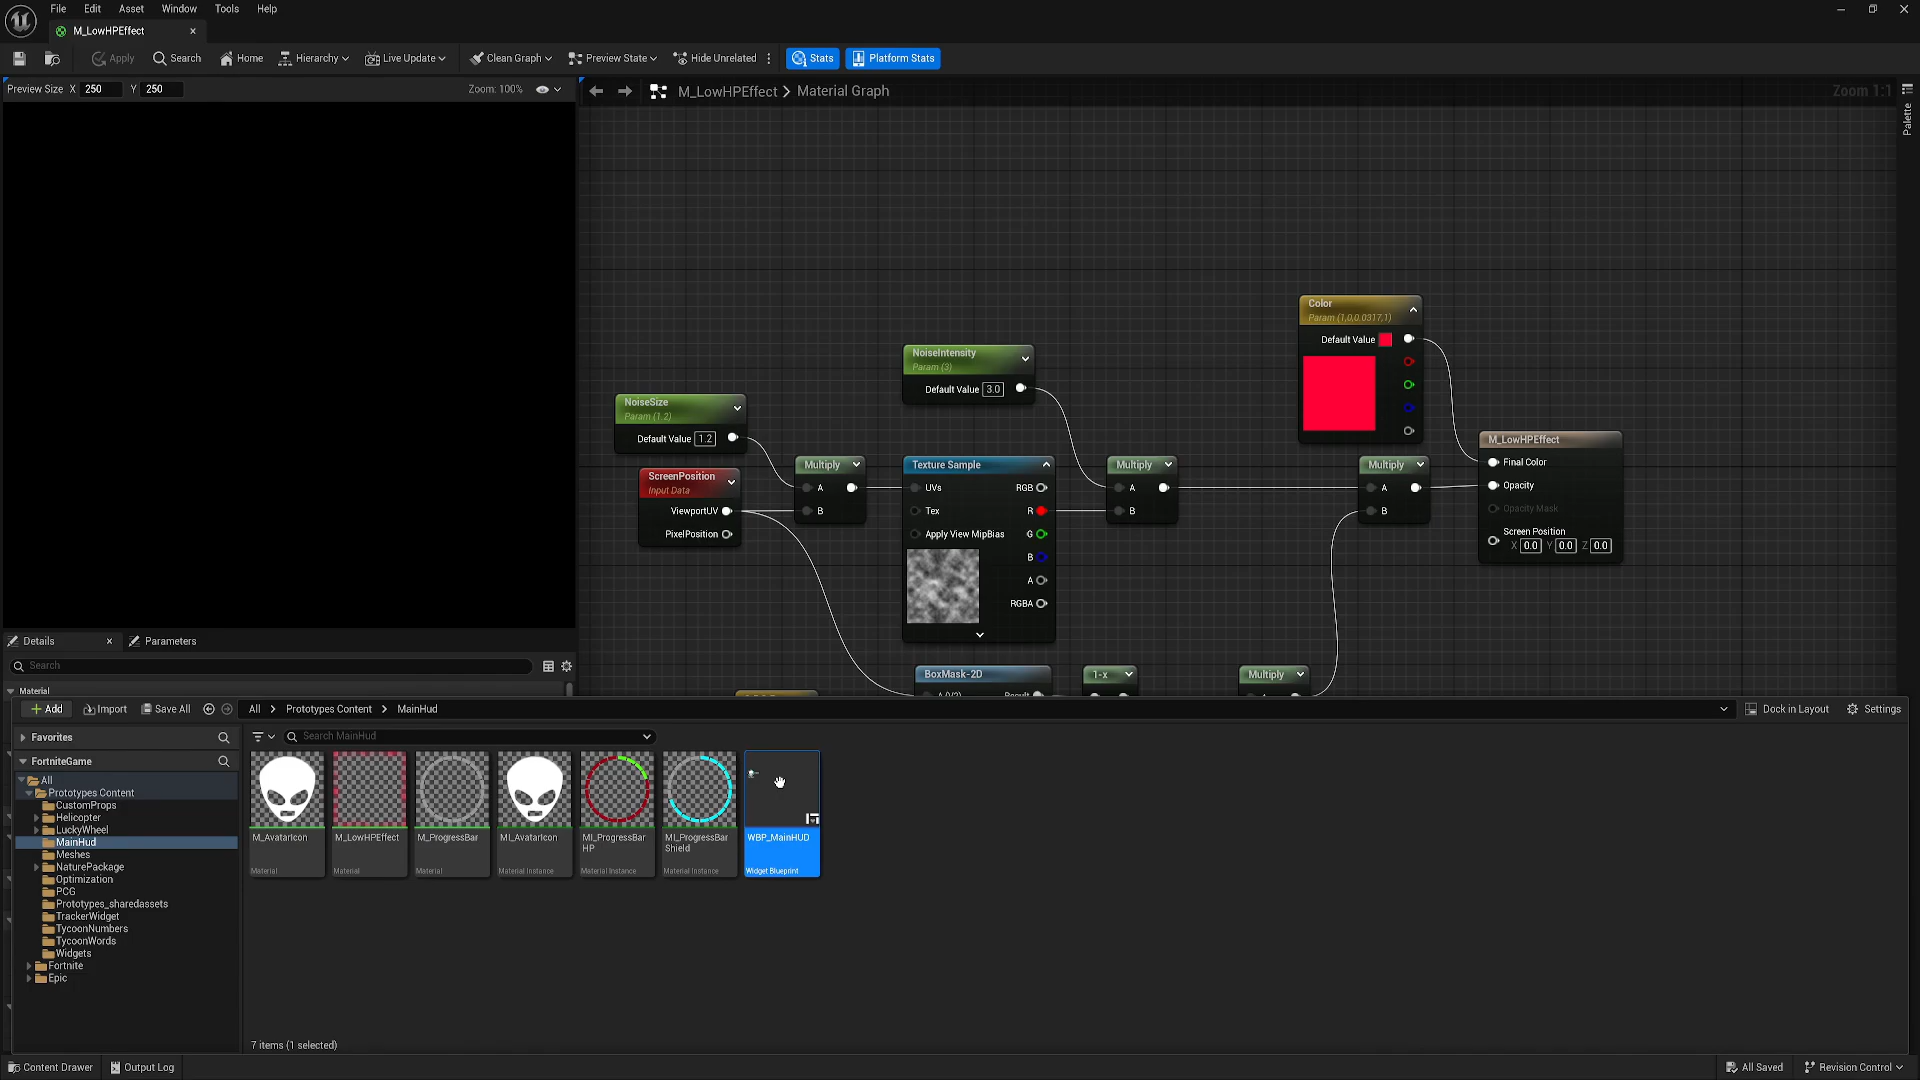 File Edit Asset Window Tools Help
M_LowHPEffect
Apply Search Home Hierarchy Live Update Clean Graph Preview State Hide Unrelated Stats Platform Stats
Preview Size X 250 Y 250 Zoom: 100%
M_LowHPEffect > Material Graph Zoom 1:1
Palette
Color
Param (1,0,0.0317,1)
Default Value
NoiseIntensity
Param (3)
Default Value 3.0
NoiseSize
Param (1.2)
Default Value 1.2
ScreenPosition
Input Data
ViewportUV
PixelPosition
Multiply
A
B
Texture Sample
UVs RGB
Tex R
Apply View MipBias G
B
A
RGBA
Multiply
A
B
Multiply
A
B
M_LowHPEffect
Final Color
Opacity
Opacity Mask
Screen Position
X 0.0 Y 0.0 Z 0.0
BoxMask-2D
A (V2) Result
1-x
Multiply
Details Parameters
Search
Material
Add Import Save All All > Prototypes Content > MainHud Dock in Layout Settings
Favorites
Search MainHud
FortniteGame
All
Prototypes Content
CustomProps
Helicopter
LuckyWheel
MainHud
Meshes
NaturePackage
Optimization
PCG
Prototypes_sharedassets
TrackerWidget
TycoonNumbers
TycoonWords
Widgets
Fortnite
Epic
M_AvatarIcon
Material
M_LowHPEffect
Material
M_ProgressBar
Material
MI_AvatarIcon
Material Instance
MI_ProgressBar
HP
Material Instance
MI_ProgressBar
Shield
Material Instance
WBP_MainHUD
Widget Blueprint
7 items (1 selected)
Content Drawer Output Log All Saved Revision Control